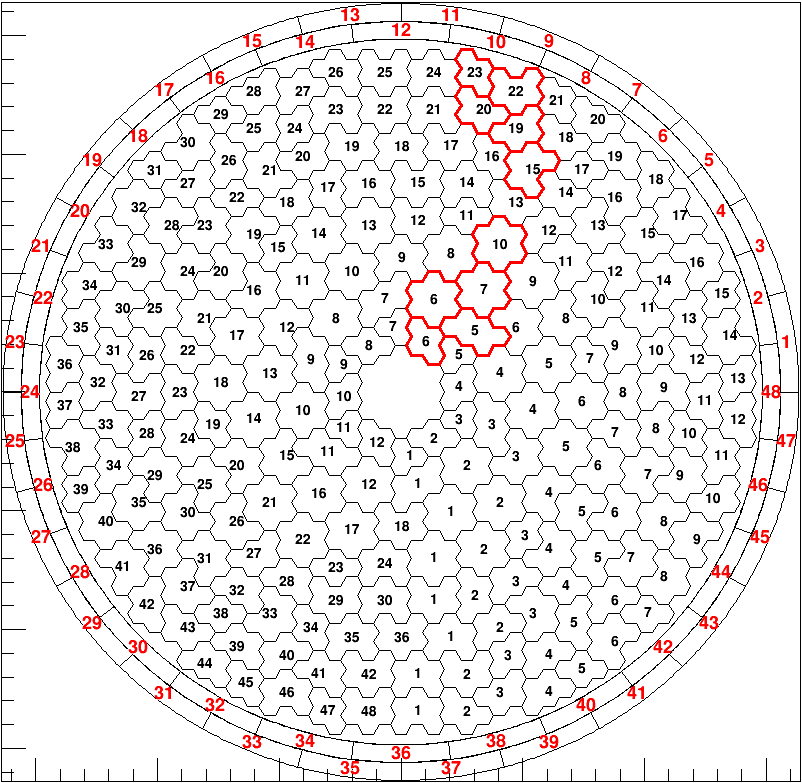 13 11
12
15 14 10 9
26 25 24 23
17 16 28 27 22 8 7
29 23 22 21 20 21 20
18 30 25 24 19 18 6
19 31 26 20 19 18 17 16 15 17 19 5
27 21 17 16 15 14 14 16 18
20 32 22 18 13 17 4
28 23 19 14 13 12 11 12 13 15
21 33 15 10 3
29 24 20 16 11 10 9 8 9 11 12 14 16
22 34 30 25 7 6 7 10 11 13 15 2
23 35 21 17 12 8 7 6 5 6 8 9 10 12 14 1
36 31 26 22 9 9 8 5 4 5 7
24 37 32 27 23 18 13 10 10 4 4 6 8 9 11 13 48
25 38 33 28 24 19 14 11 12 3 3 5 7 8 10 12 47
34 29 20 15 11 1 2 2 3 6 7 9 11
26 39 35 25 21 16 12 1 2 4 5 6 10 46
27 40 30 26 22 17 18 1 2 3 4 8 9 45
28 41 36 31 27 23 24 1 3 4 5 7 8 44
29 42 37 32 28 29 30 1 2 3 5 6 7 43
30 43 38 33 34 35 36 1 2 4 6 42
31 44 39 40 41 42 1 2 3 4 5 41
32 45 46 47 48 1 2 3 4 40
33 34 38 39
36
35 37